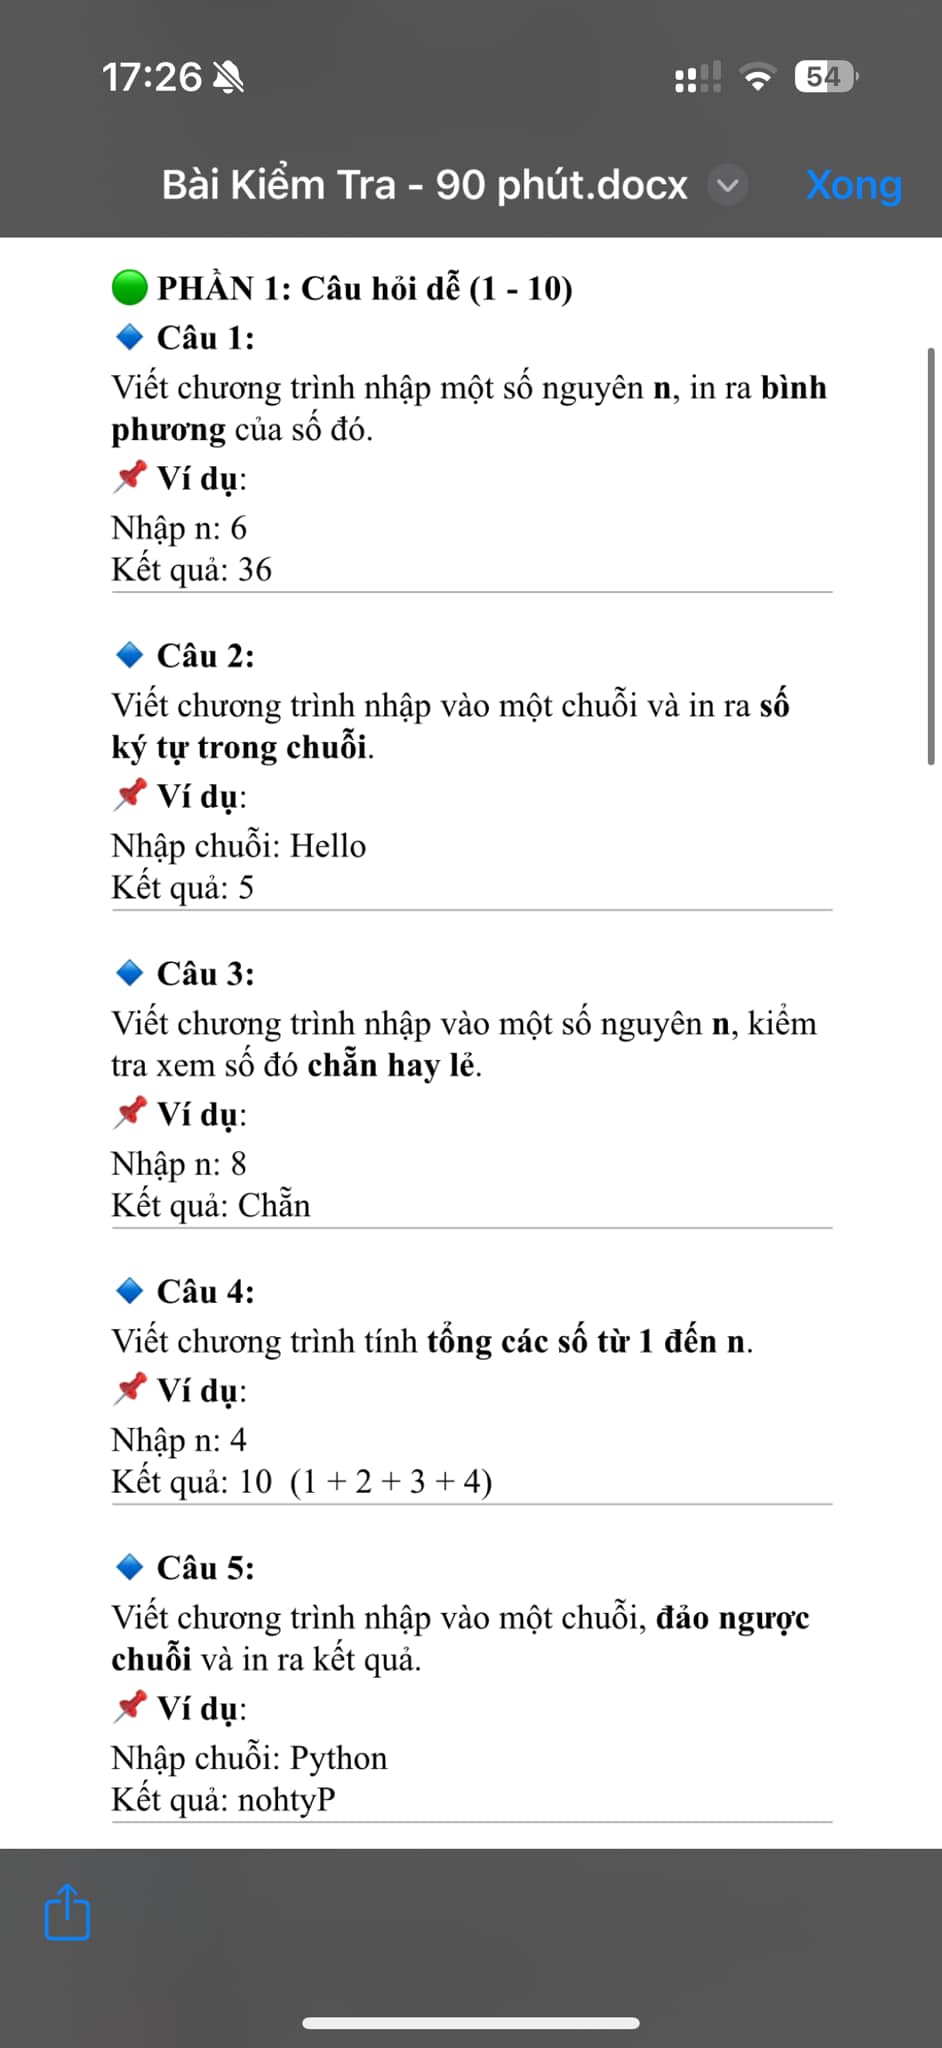 17:26
54
Bài Kiểm Tra - 90 phút.docx
Xong
PHẦN 1: Câu hỏi dễ (1 - 10)
Câu 1:
Viết chương trình nhập một số nguyên n, in ra bình
phương của số đó.
Ví dụ:
Nhập n: 6
Kết quả: 36
Câu 2:
Viết chương trình nhập vào một chuỗi và in ra số
ký tự trong chuỗi.
Ví dụ:
Nhập chuỗi: Hello
Kết quả: 5
Câu 3:
Viết chương trình nhập vào một số nguyên n, kiểm
tra xem số đó chẵn hay lẻ.
Ví dụ:
Nhập n: 8
Kết quả: Chẵn
Câu 4:
Viết chương trình tính tổng các số từ 1 đến n.
Ví dụ:
Nhập n: 4
Kết quả: 10  (1 + 2 + 3 + 4)
Câu 5:
Viết chương trình nhập vào một chuỗi, đảo ngược
chuỗi và in ra kết quả.
Ví dụ:
Nhập chuỗi: Python
Kết quả: nohtyP